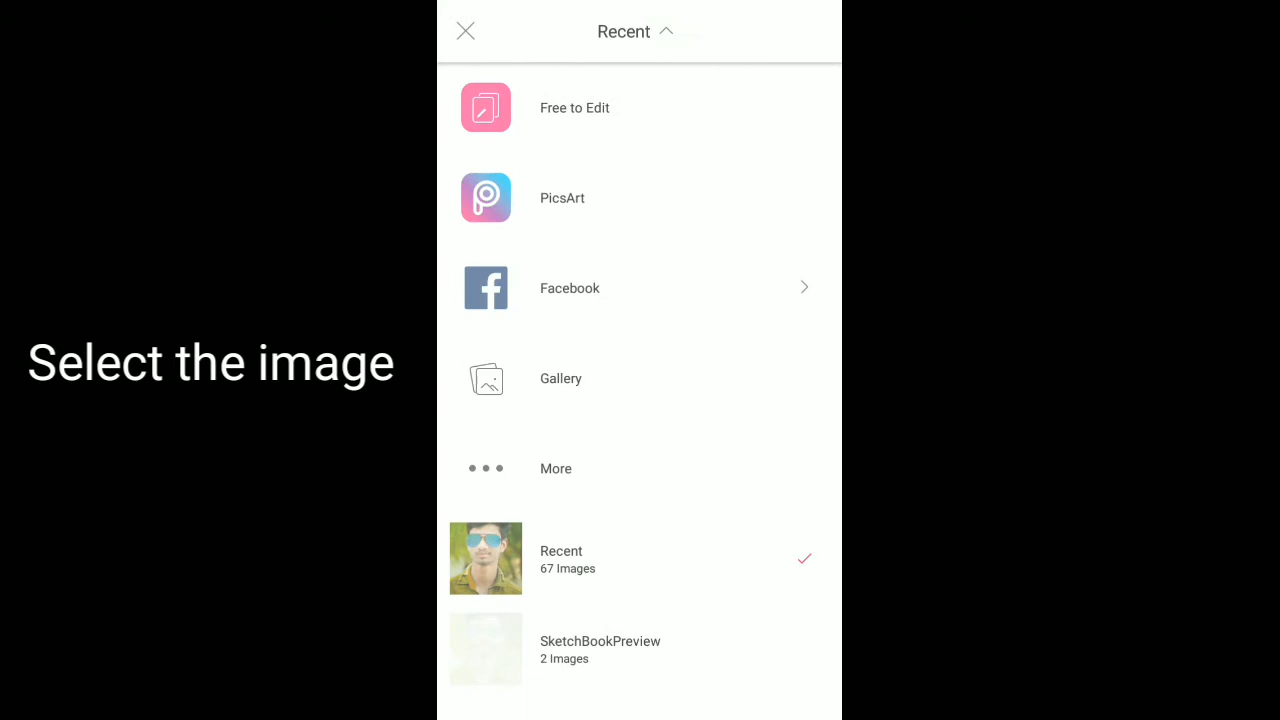 Recent
Free to Edit
PicsArt
Facebook
Select the image
Gallery
More
Recent
67 Images
SketchBookPreview
2 Images